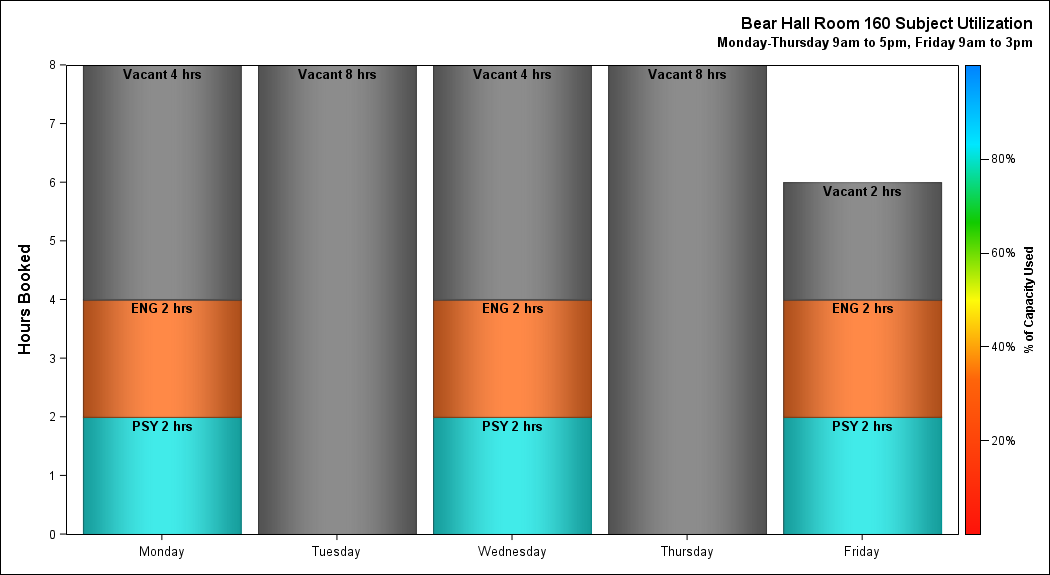 Bear Hall Room 160 Subject Utilization
Monday-Thursday 9am to 5pm, Friday 9am to 3pm
Hours Booked
8
7
6
5
4
3
2
1
0
Vacant 4 hrs
ENG 2 hrs
PSY 2 hrs
Vacant 8 hrs
Vacant 4 hrs
ENG 2 hrs
PSY 2 hrs
Vacant 8 hrs
Vacant 2 hrs
ENG 2 hrs
PSY 2 hrs
Monday
Tuesday
Wednesday
Thursday
Friday
80%
60%
40%
20%
% of Capacity Used